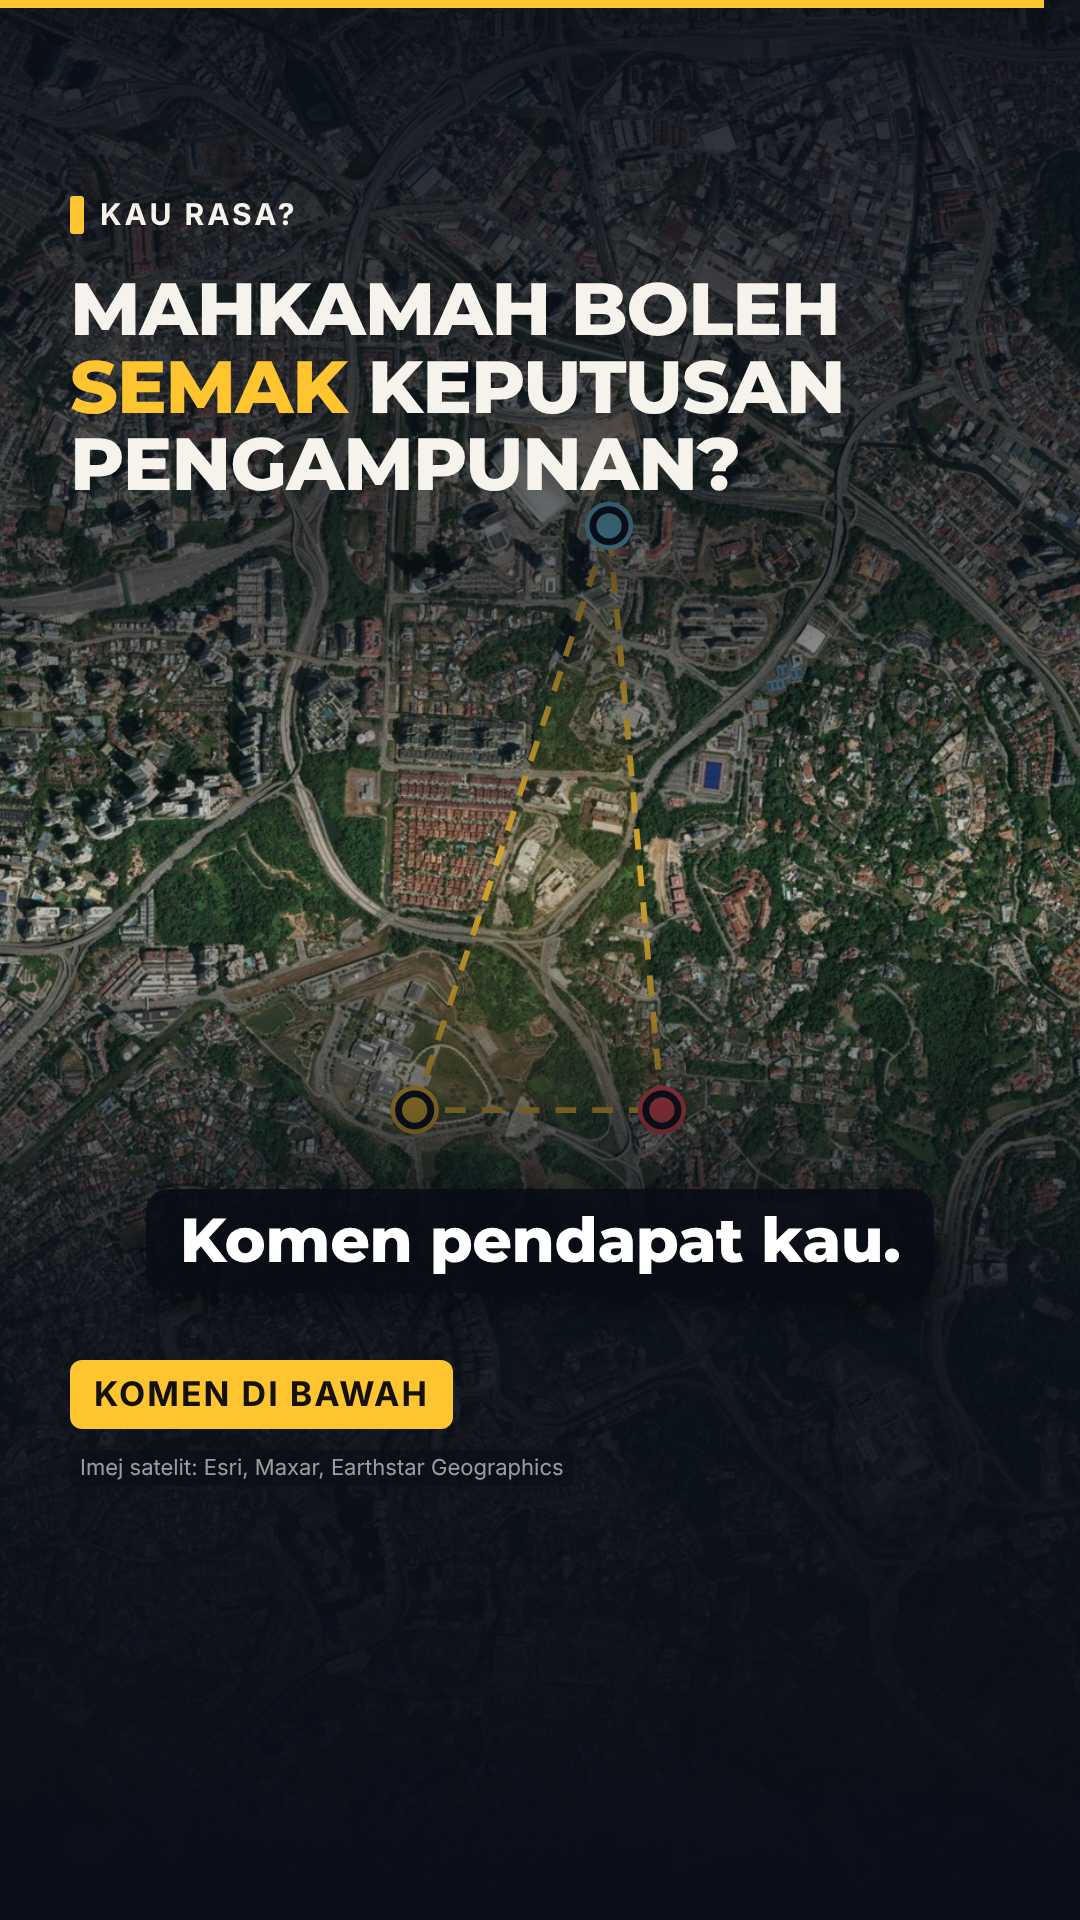 KAU RASA?
MAHKAMAH BOLEH
SEMAK KEPUTUSAN
PENGAMPUNAN?
Komen pendapat kau.
KOMEN DI BAWAH
Imej satelit: Esri, Maxar, Earthstar Geographics